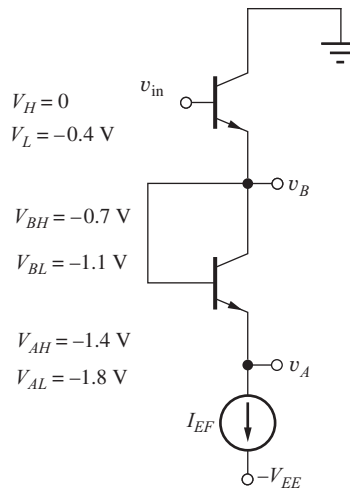 v_in
V_H = 0
V_L = –0.4 V
v_B
V_BH = –0.7 V
V_BL = –1.1 V
V_AH = –1.4 V
V_AL = –1.8 V
v_A
I_EF
–V_EE